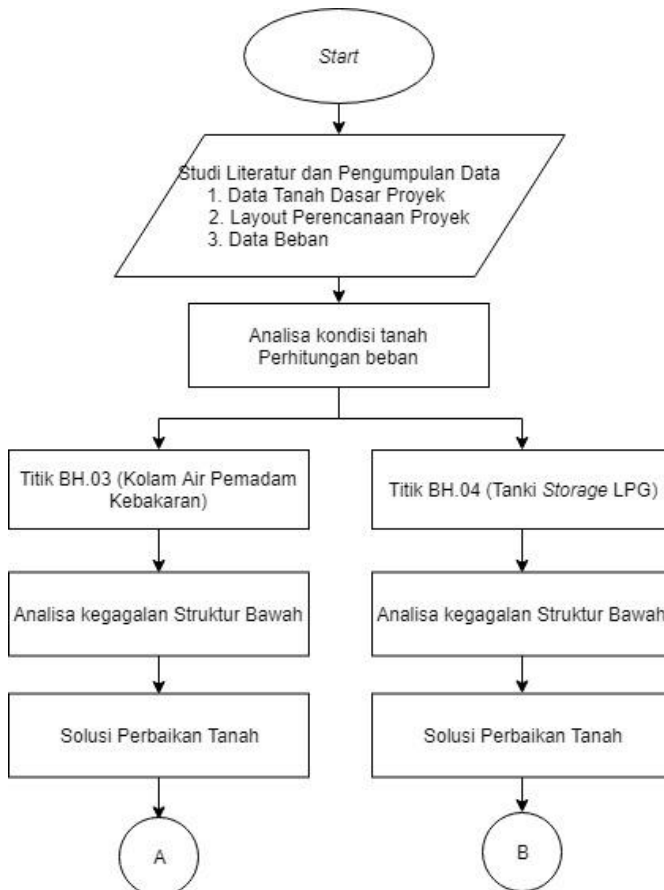 Start
Studi Literatur dan Pengumpulan Data
1. Data Tanah Dasar Proyek
2. Layout Perencanaan Proyek
3. Data Beban
Analisa kondisi tanah
Perhitungan beban
Titik BH.03 (Kolam Air Pemadam
Kebakaran)
Titik BH.04 (Tanki Storage LPG)
Analisa kegagalan Struktur Bawah
Analisa kegagalan Struktur Bawah
Solusi Perbaikan Tanah
Solusi Perbaikan Tanah
A
B